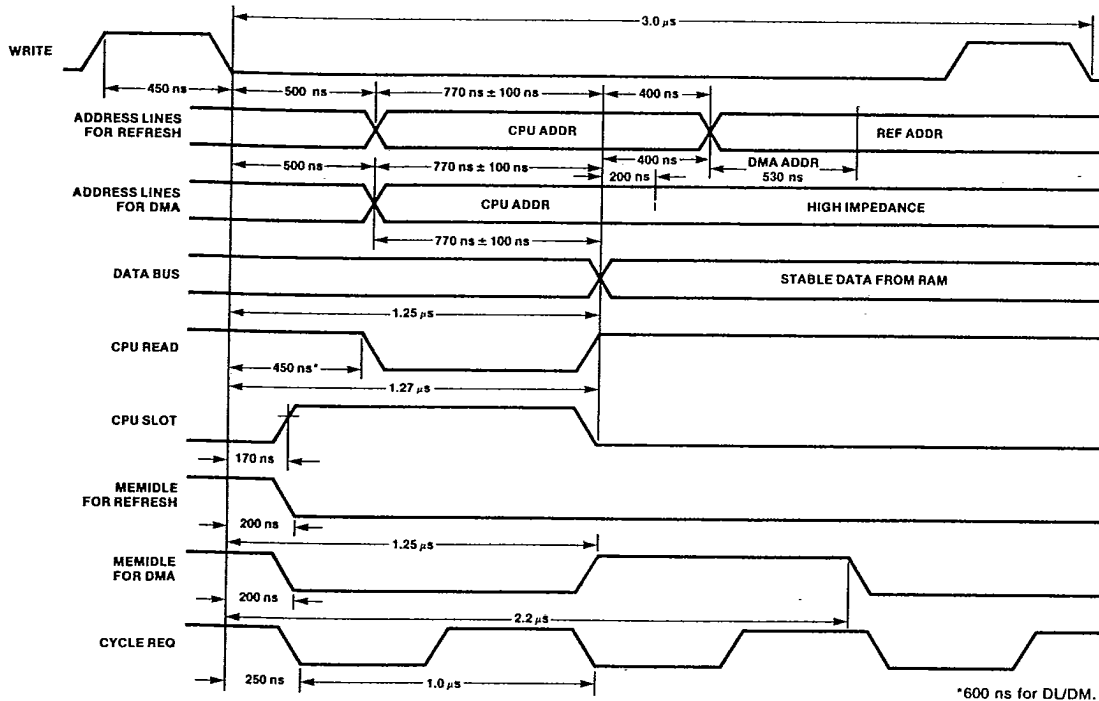 3.0 μs
WRITE
450 ns
500 ns
770 ns ± 100 ns
400 ns
ADDRESS LINES
FOR REFRESH
CPU ADDR
REF ADDR
500 ns
770 ns ± 100 ns
400 ns
DMA ADDR
530 ns
200 ns
ADDRESS LINES
FOR DMA
CPU ADDR
HIGH IMPEDANCE
770 ns ± 100 ns
DATA BUS
STABLE DATA FROM RAM
1.25 μs
CPU READ
450 ns*
1.27 μs
CPU SLOT
170 ns
MEMIDLE
FOR REFRESH
200 ns
1.25 μs
MEMIDLE
FOR DMA
200 ns
2.2 μs
CYCLE REQ
250 ns
1.0 μs
*600 ns for DL/DM.